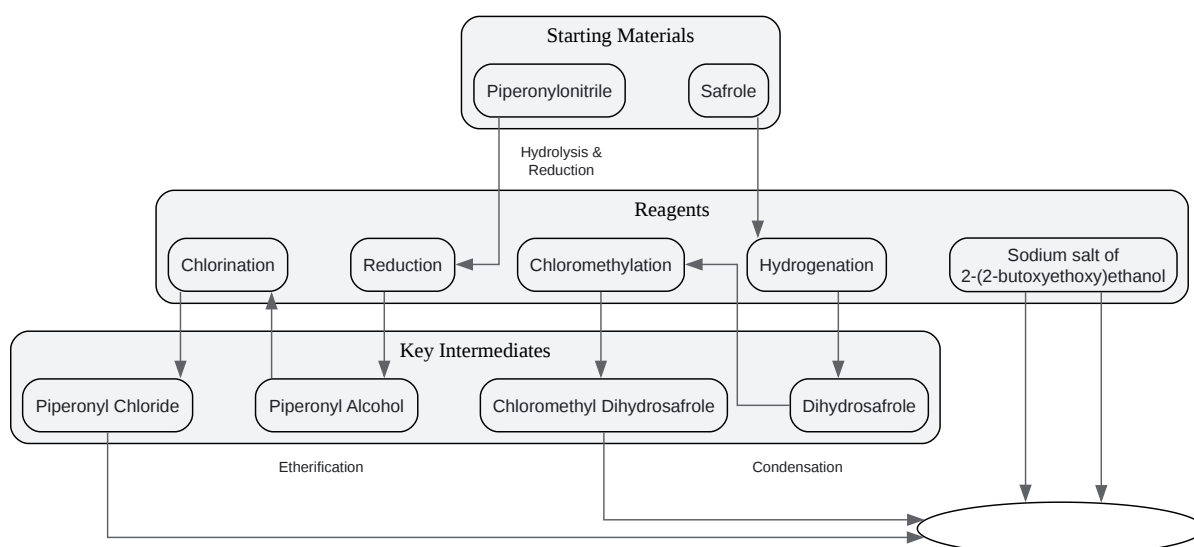 Starting Materials
Piperonylonitrile
Safrole
Hydrolysis &
Reduction
Reagents
Chlorination
Reduction
Chloromethylation
Hydrogenation
Sodium salt of
2-(2-butoxyethoxy)ethanol
Key Intermediates
Piperonyl Chloride
Piperonyl Alcohol
Chloromethyl Dihydrosafrole
Dihydrosafrole
Etherification
Condensation